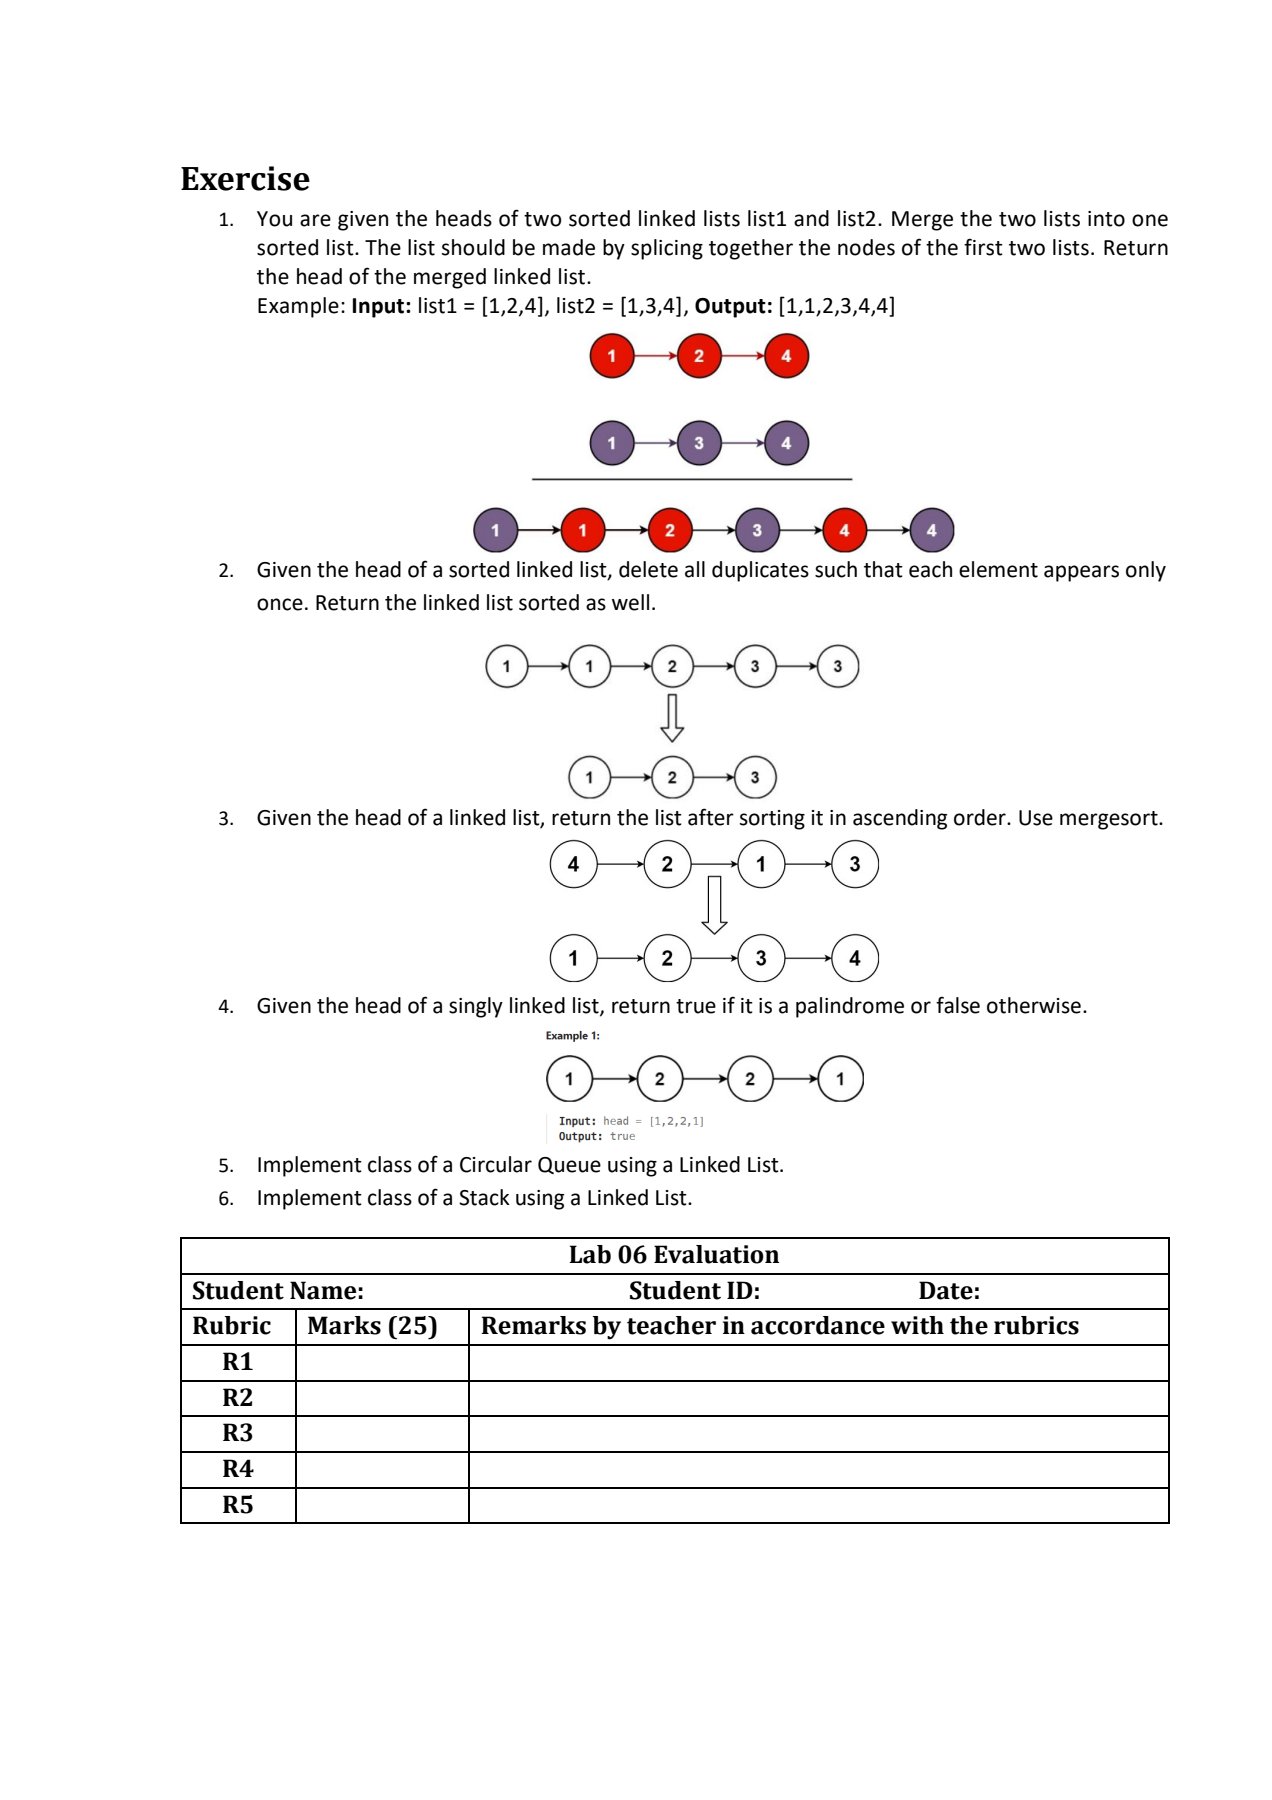 Exercise
1. You are given the heads of two sorted linked lists list1 and list2. Merge the two lists into one
sorted list. The list should be made by splicing together the nodes of the first two lists. Return
the head of the merged linked list.
Example: Input: list1 = [1,2,4], list2 = [1,3,4], Output: [1,1,2,3,4,4]
1 2 4
1 3 4
1 1 2 3 4 4
2. Given the head of a sorted linked list, delete all duplicates such that each element appears only
once. Return the linked list sorted as well.
1 1 2 3 3
1 2 3
3. Given the head of a linked list, return the list after sorting it in ascending order. Use mergesort.
4 2 1 3
1 2 3 4
4. Given the head of a singly linked list, return true if it is a palindrome or false otherwise.
Example 1:
1 2 2 1
Input: head = [1,2,2,1]
Output: true
5. Implement class of a Circular Queue using a Linked List.
6. Implement class of a Stack using a Linked List.
Lab 06 Evaluation
Student Name: Student ID: Date:
Rubric Marks (25) Remarks by teacher in accordance with the rubrics
R1
R2
R3
R4
R5